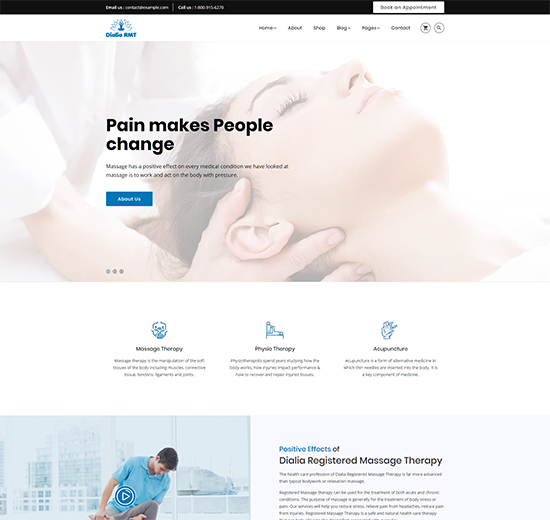 Email us : contact@example.com
Call us : 1-800-915-6270
Book an Appointment
Dialia RMT
Home
About
Shop
Blog
Pages
Contact
Pain makes People
change
Massage has a positive effect on every medical condition we have looked at
massage is to work and act on the body with pressure.
About Us
Massage Therapy
Massage therapy is the manipulation of the soft
tissues of the body including muscles, connective
tissue, tendons, ligaments and joints.
Physio Therapy
Physiotherapists spend years studying how the
body works, how injuries impact performance &
how to recover and repair injured tissues.
Acupuncture
Acupuncture is a form of alternative medicine in
which thin needles are inserted into the body. It is
a key component of medicine.
Positive Effects of
Dialia Registered Massage Therapy
The health care profession of Dialia Registered Massage Therapy is far more advanced
than typical bodywork or relaxation massage.
Registered Massage therapy can be used for the treatment of both acute and chronic
conditions. The purpose of massage is generally for the treatment of body stress or
pain. Our services will help you reduce stress, relieve pain from headaches, reduce pain
from injuries. Registered Massage Therapy is a safe and natural health care therapy